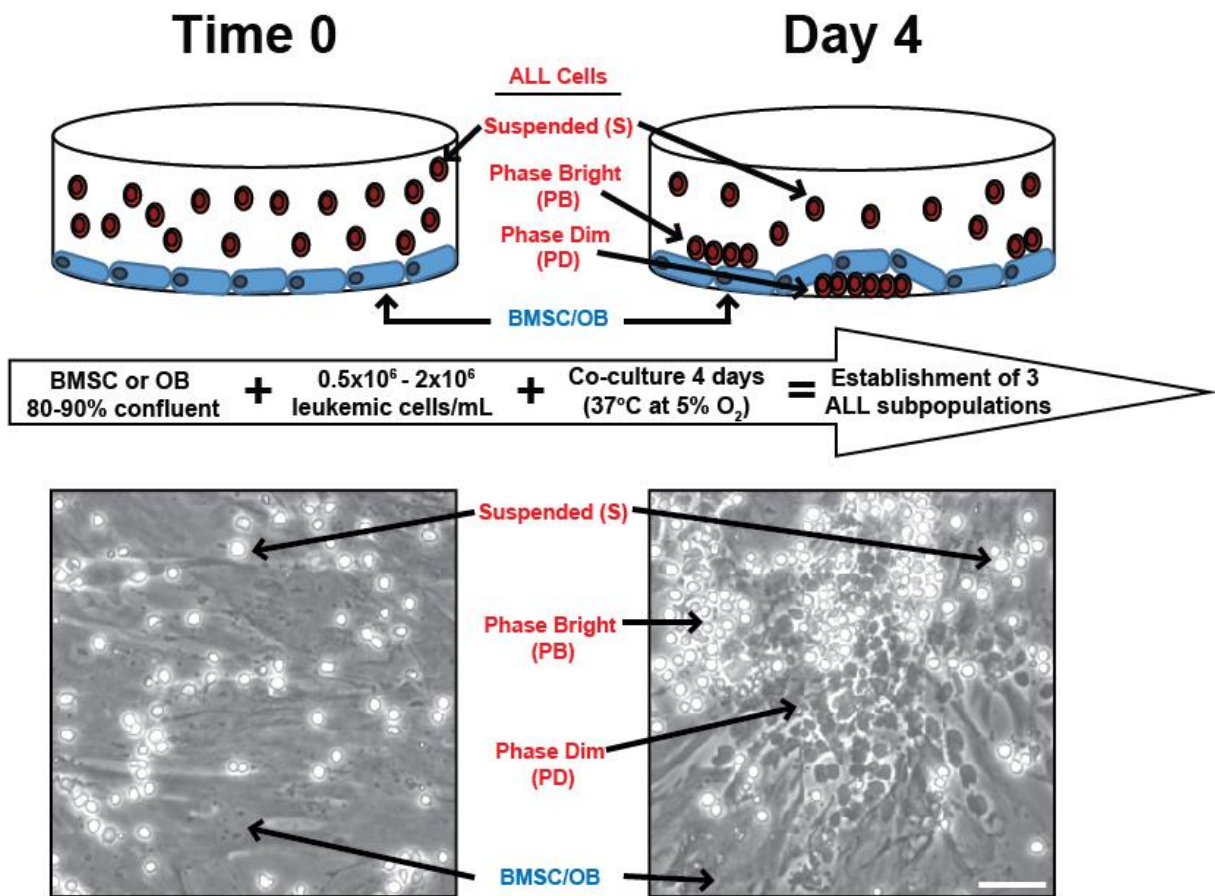 Time 0
Day 4
ALL Cells
Suspended (S)
Phase Bright
(PB)
Phase Dim
(PD)
BMSC/OB
BMSC or OB
80-90% confluent
+
0.5x10⁶ - 2x10⁶
leukemic cells/mL
+
Co-culture 4 days
(37ºC at 5% O₂)
=
Establishment of 3
ALL subpopulations
Suspended (S)
Phase Bright
(PB)
Phase Dim
(PD)
BMSC/OB